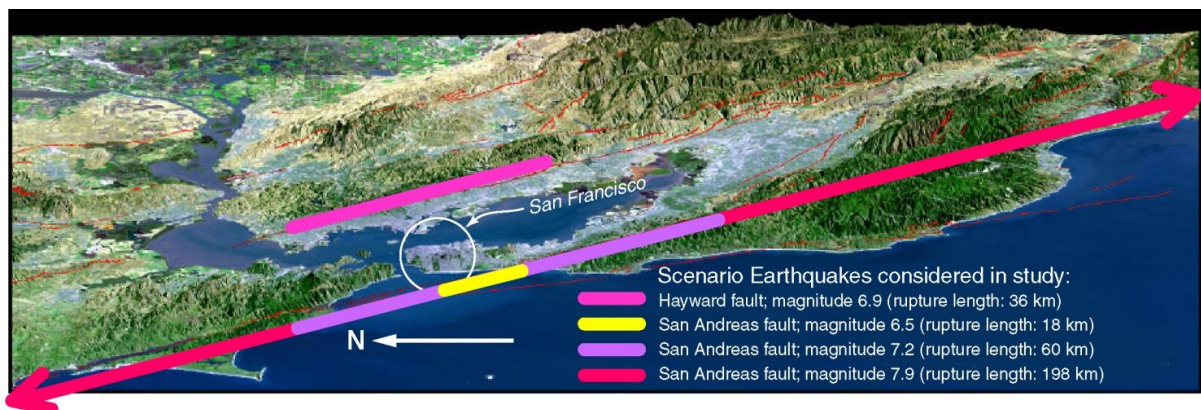 San Francisco
Scenario Earthquakes considered in study:
Hayward fault; magnitude 6.9 (rupture length: 36 km)
San Andreas fault; magnitude 6.5 (rupture length: 18 km)
N
San Andreas fault; magnitude 7.2 (rupture length: 60 km)
San Andreas fault; magnitude 7.9 (rupture length: 198 km)